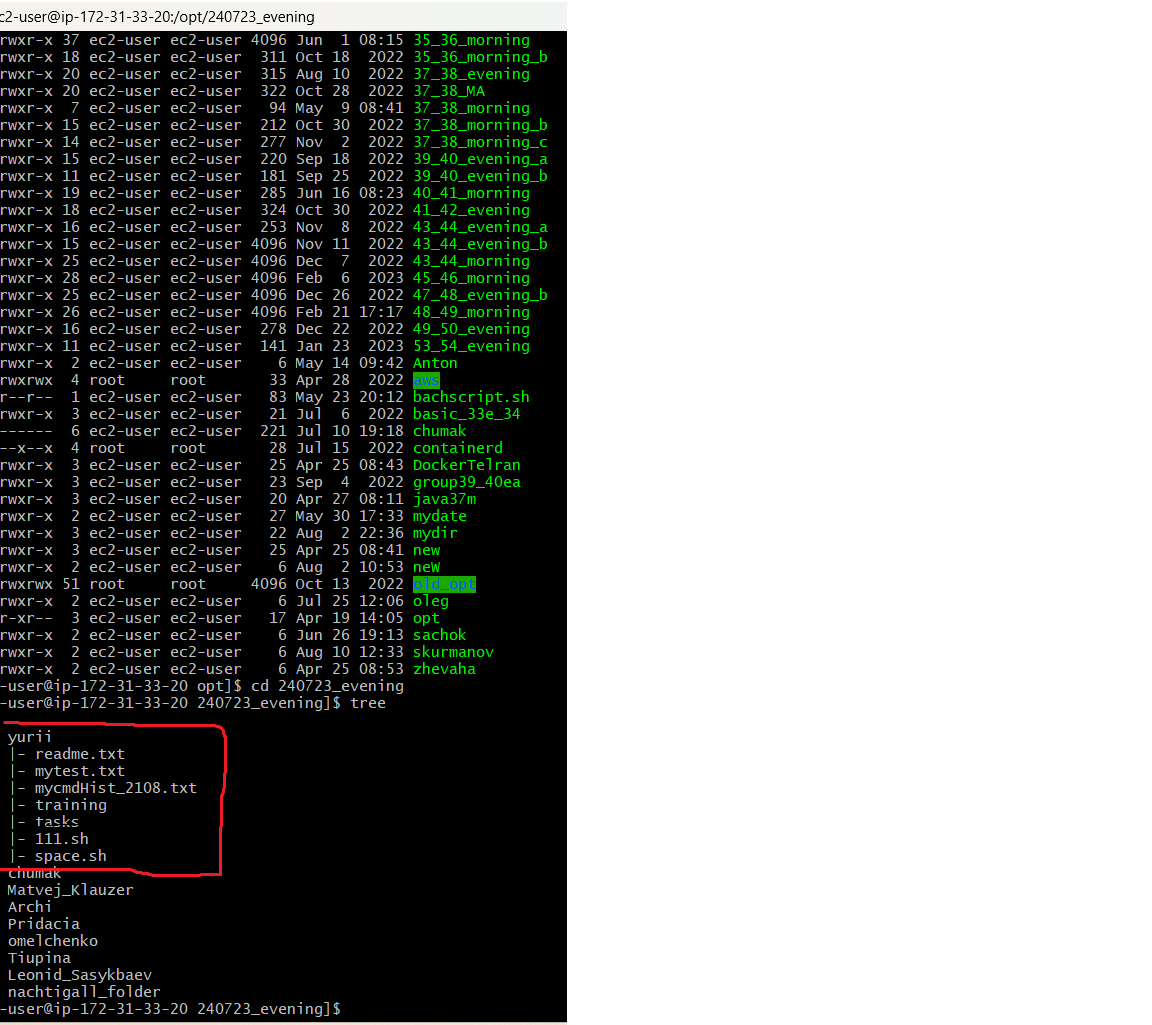 c2-user@ip-172-31-33-20:/opt/240723_evening
rwxr-x 37 ec2-user ec2-user 4096 Jun  1 08:15 35_36_morning
rwxr-x 18 ec2-user ec2-user  311 Oct 18  2022 35_36_morning_b
rwxr-x 20 ec2-user ec2-user  315 Aug 10  2022 37_38_evening
rwxr-x 20 ec2-user ec2-user  322 Oct 28  2022 37_38_MA
rwxr-x  7 ec2-user ec2-user   94 May  9 08:41 37_38_morning
rwxr-x 15 ec2-user ec2-user  212 Oct 30  2022 37_38_morning_b
rwxr-x 14 ec2-user ec2-user  277 Nov  2  2022 37_38_morning_c
rwxr-x 15 ec2-user ec2-user  220 Sep 18  2022 39_40_evening_a
rwxr-x 11 ec2-user ec2-user  181 Sep 25  2022 39_40_evening_b
rwxr-x 19 ec2-user ec2-user  285 Jun 16 08:23 40_41_morning
rwxr-x 18 ec2-user ec2-user  324 Oct 30  2022 41_42_evening
rwxr-x 16 ec2-user ec2-user  253 Nov  8  2022 43_44_evening_a
rwxr-x 15 ec2-user ec2-user 4096 Nov 11  2022 43_44_evening_b
rwxr-x 25 ec2-user ec2-user 4096 Dec  7  2022 43_44_morning
rwxr-x 28 ec2-user ec2-user 4096 Feb  6  2023 45_46_morning
rwxr-x 25 ec2-user ec2-user 4096 Dec 26  2022 47_48_evening_b
rwxr-x 26 ec2-user ec2-user 4096 Feb 21 17:17 48_49_morning
rwxr-x 16 ec2-user ec2-user  278 Dec 22  2022 49_50_evening
rwxr-x 11 ec2-user ec2-user  141 Jan 23  2023 53_54_evening
rwxr-x  2 ec2-user ec2-user    6 May 14 09:42 Anton
rwxrwx  4 root     root       33 Apr 28  2022 aws
r--r--  1 ec2-user ec2-user   83 May 23 20:12 bachscript.sh
rwxr-x  3 ec2-user ec2-user   21 Jul  6  2022 basic_33e_34
------  6 ec2-user ec2-user  221 Jul 10 19:18 chumak
--x--x  4 root     root       28 Jul 15  2022 containerd
rwxr-x  3 ec2-user ec2-user   25 Apr 25 08:43 DockerTelran
rwxr-x  3 ec2-user ec2-user   23 Sep  4  2022 group39_40ea
rwxr-x  3 ec2-user ec2-user   20 Apr 27 08:11 java37m
rwxr-x  2 ec2-user ec2-user   27 May 30 17:33 mydate
rwxr-x  3 ec2-user ec2-user   22 Aug  2 22:36 mydir
rwxr-x  3 ec2-user ec2-user   25 Apr 25 08:41 new
rwxr-x  2 ec2-user ec2-user    6 Aug  2 10:53 neW
rwxrwx 51 root     root     4096 Oct 13  2022 old_opt
rwxr-x  2 ec2-user ec2-user    6 Jul 25 12:06 oleg
r-xr--  3 ec2-user ec2-user   17 Apr 19 14:05 opt
rwxr-x  2 ec2-user ec2-user    6 Jun 26 19:13 sachok
rwxr-x  2 ec2-user ec2-user    6 Aug 10 12:33 skurmanov
rwxr-x  2 ec2-user ec2-user    6 Apr 25 08:53 zhevaha
-user@ip-172-31-33-20 opt]$ cd 240723_evening
-user@ip-172-31-33-20 240723_evening]$ tree
yurii
|- readme.txt
|- mytest.txt
|- mycmdHist_2108.txt
|- training
|- tasks
|- 111.sh
|- space.sh
chumak
Matvej_Klauzer
Archi
Pridacia
omelchenko
Tiupina
Leonid_Sasykbaev
nachtigall_folder
-user@ip-172-31-33-20 240723_evening]$